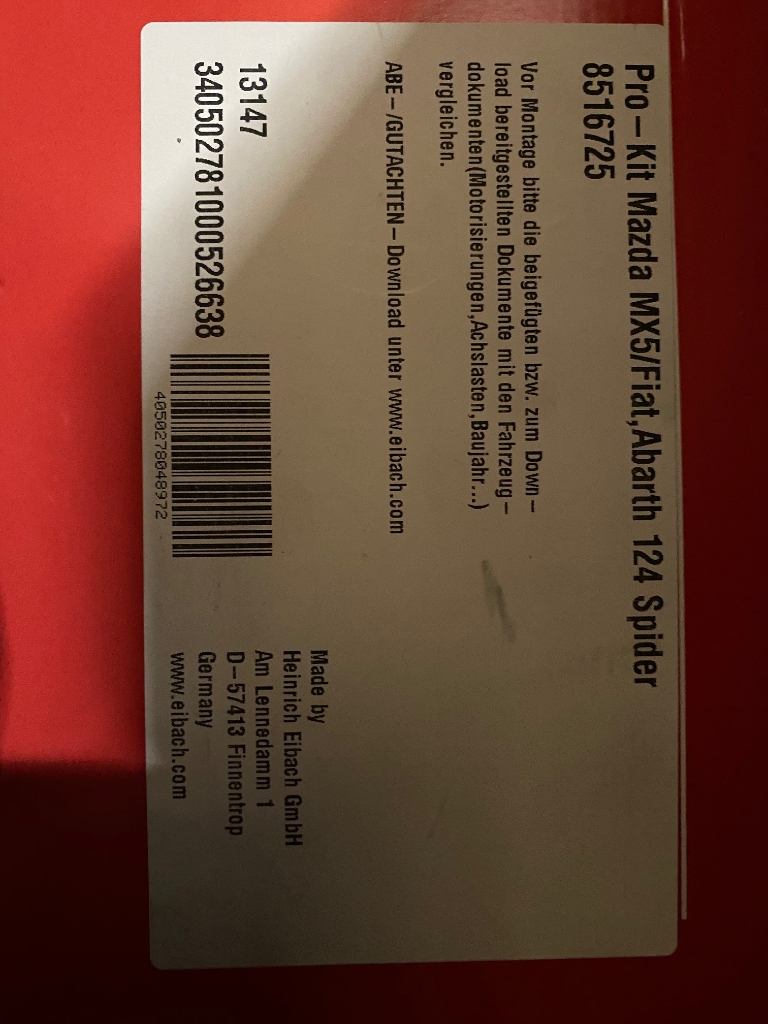 Pro-Kit Mazda MX5/Fiat,Abarth 124 Spider
8516725
Vor Montage bitte die beigefügten bzw. zum Down-
load bereitgestellten Dokumente mit den Fahrzeug-
dokumenten(Motorisierungen,Achslasten,Baujahr...)
vergleichen.
ABE-/GUTACHTEN-Download unter www.eibach.com
13147
340502781000526638
4050278048972
Made by
Heinrich Eibach GmbH
Am Lennedamm 1
D-57413 Finnentrop
Germany
www.eibach.com